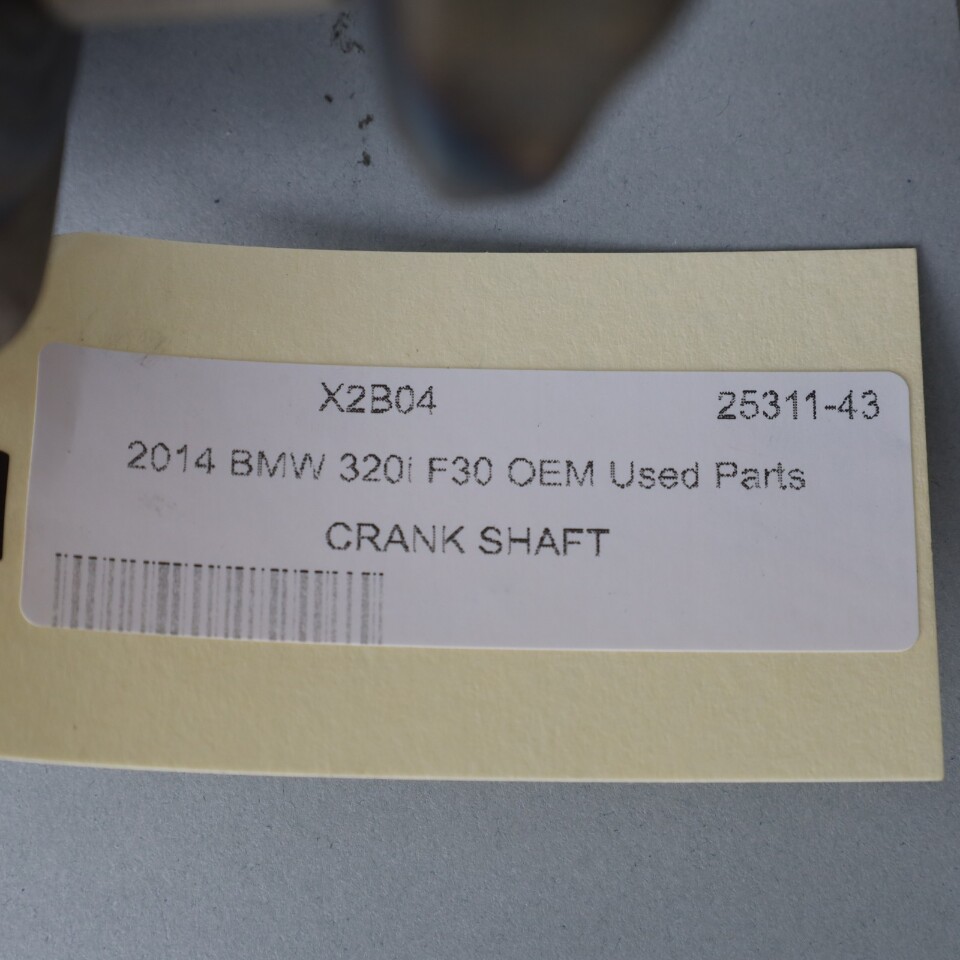 X2B04 25311-43
2014 BMW 320i F30 OEM Used Parts
CRANK SHAFT